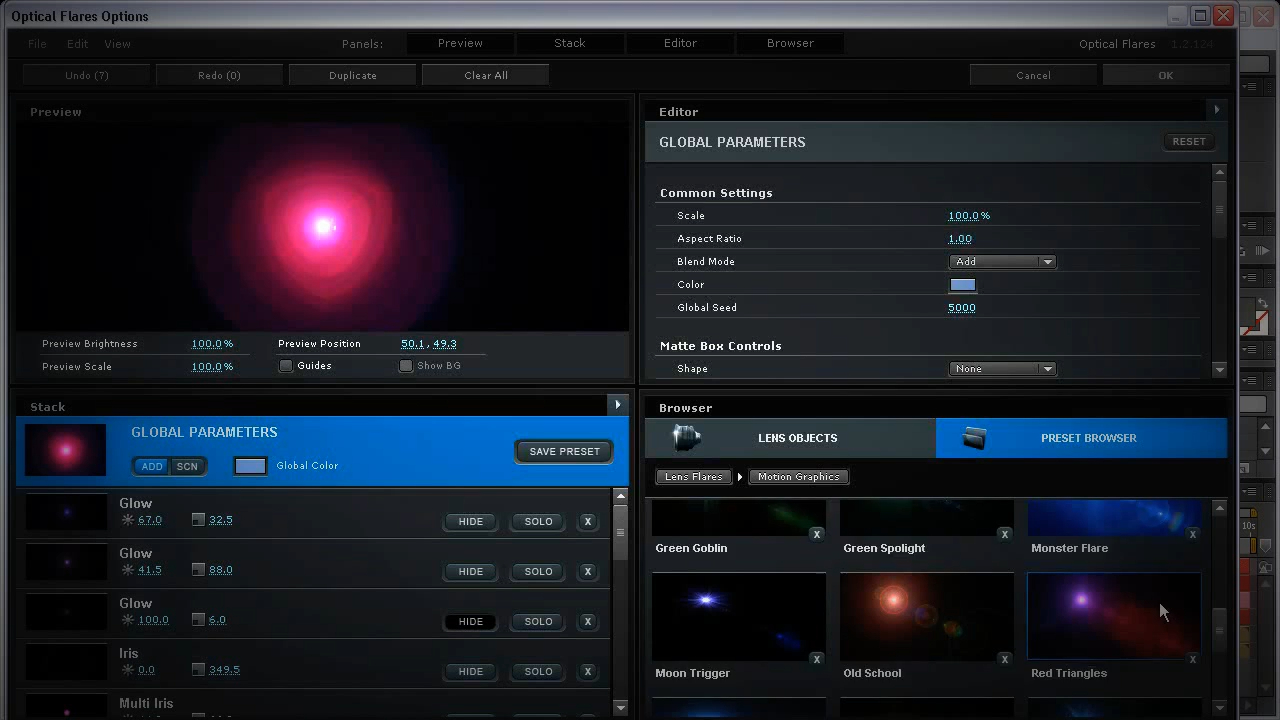 Optical Flares Options
File Edit View Panels: Preview Stack Editor Browser Optical Flares 1.2.124
Undo (7) Redo (0) Duplicate Clear All Cancel OK
Preview
Preview Brightness 100.0% Preview Position 50.1, 49.3
Preview Scale 100.0% Guides Show BG
Editor
GLOBAL PARAMETERS RESET
Common Settings
Scale 100.0%
Aspect Ratio 1.00
Blend Mode Add
Color
Global Seed 5000
Matte Box Controls
Shape None
Stack
GLOBAL PARAMETERS
ADD SCN Global Color SAVE PRESET
Glow
67.0 32.5 HIDE SOLO X
Glow
41.5 88.0 HIDE SOLO X
Glow
100.0 6.0 HIDE SOLO X
Iris
0.0 349.5 HIDE SOLO X
Multi Iris
Browser
LENS OBJECTS PRESET BROWSER
Lens Flares Motion Graphics
X X X
Green Goblin Green Spolight Monster Flare
X X X
Moon Trigger Old School Red Triangles
10s